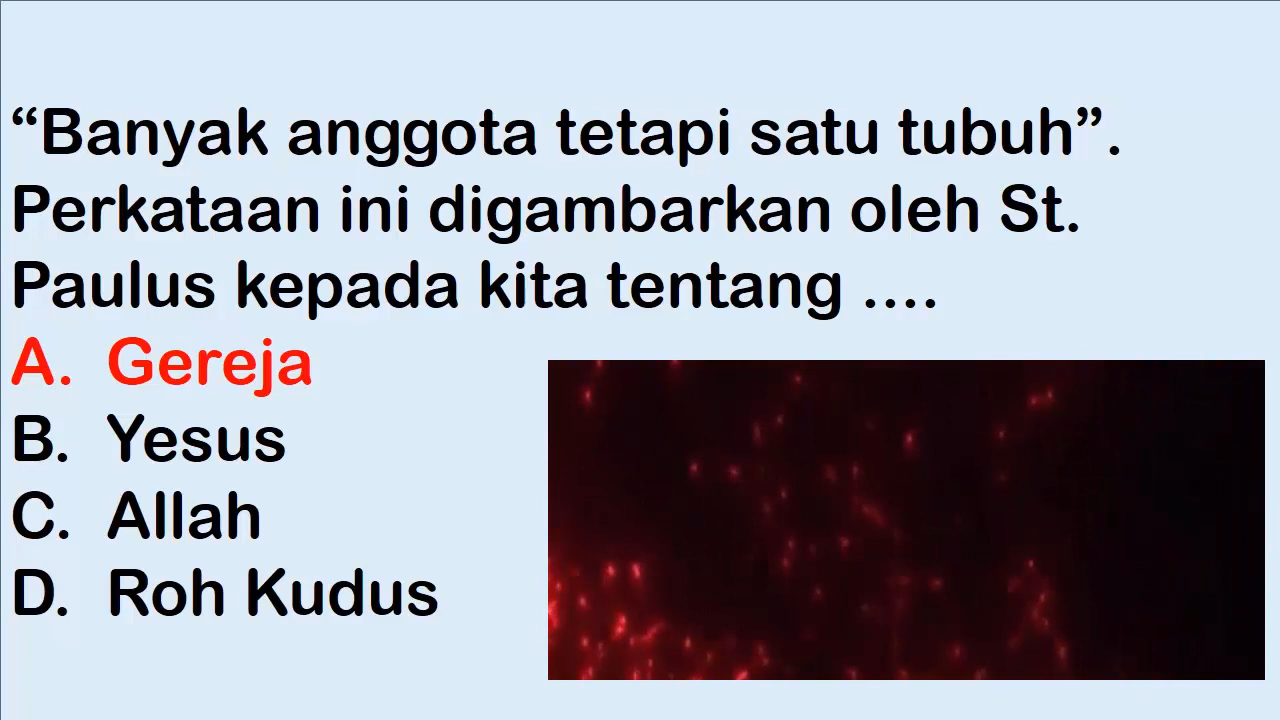 “Banyak anggota tetapi satu tubuh”.
Perkataan ini digambarkan oleh St.
Paulus kepada kita tentang ....
A. Gereja
B. Yesus
C. Allah
D. Roh Kudus